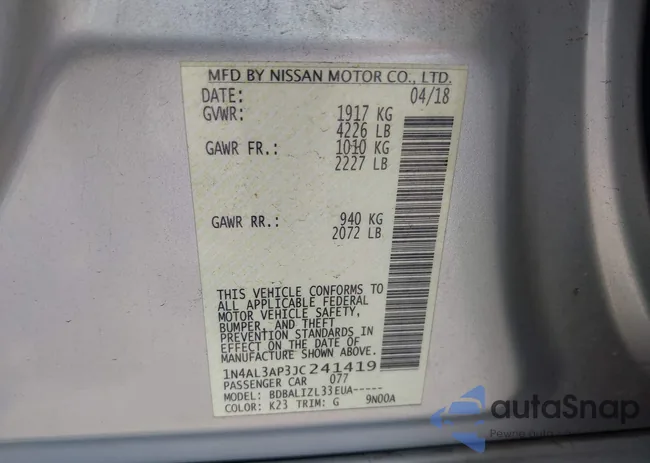 MFD BY NISSAN MOTOR CO., LTD.
DATE: 04/18
GVWR: 1917 KG
4226 LB
GAWR FR.: 1010 KG
2227 LB
GAWR RR.: 940 KG
2072 LB
THIS VEHICLE CONFORMS TO
ALL APPLICABLE FEDERAL
MOTOR VEHICLE SAFETY,
BUMPER, AND THEFT
PREVENTION STANDARDS IN
EFFECT ON THE DATE OF
MANUFACTURE SHOWN ABOVE.
1N4AL3AP3JC241419
PASSENGER CAR 077
MODEL: BDBALIZL33EUA-----
COLOR: K23 TRIM: G 9N00A
autoSnap
Pewne auto